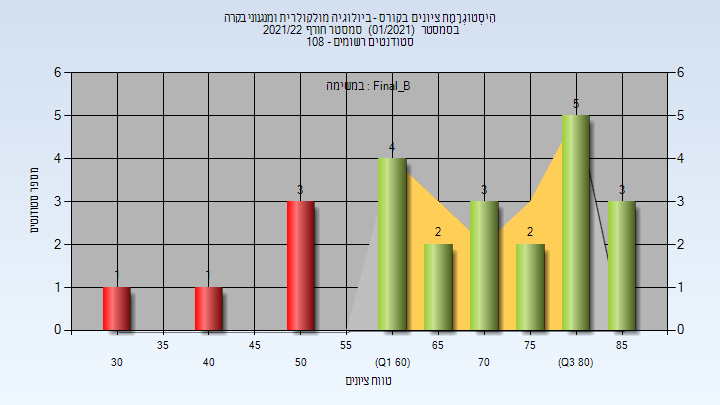 היסטוגרמת ציונים בקורס - ביולוגיה מולקולרית ומנגנוני בקרה
בסמסטר (01/2021) סמסטר חורף 2021/22
סטודנטים רשומים - 108
במשימה : Final_B
מספר סטודנטים
6 6
5 5
4 4
3 3
2 2
1 1
0 0
1 1 3 4 2 3 2 5 3
35 45 55 65 75 85
30 40 50 (Q1 60) 70 (Q3 80)
טווח ציונים